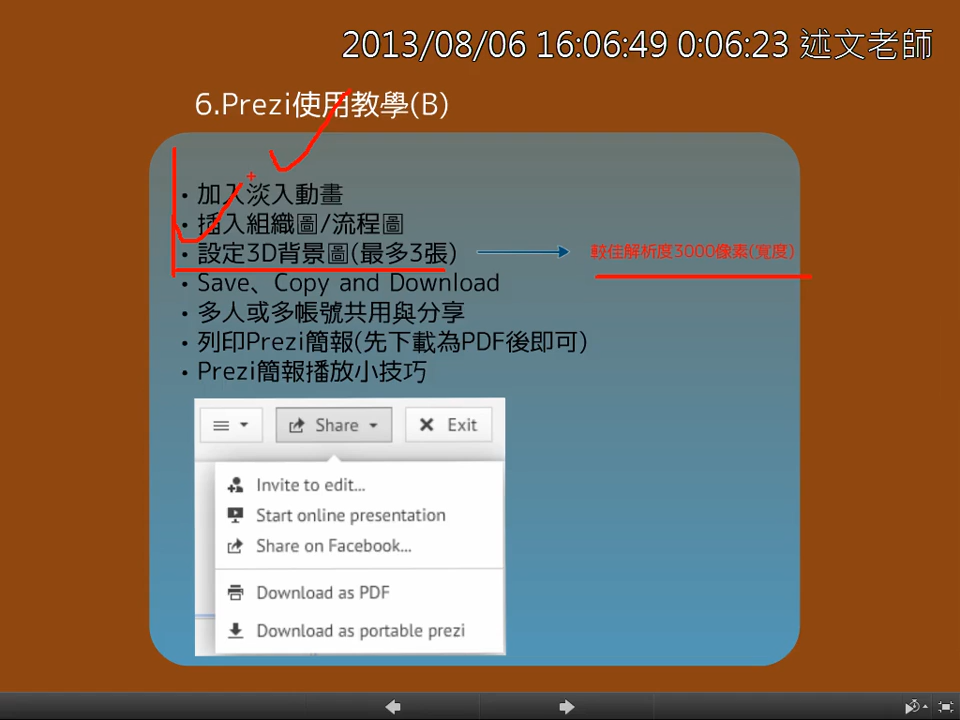 2013/08/06 16:06:49 0:06:23 述文老師
6.Prezi使用教學(B)
• 加入淡入動畫
• 插入組織圖/流程圖
• 設定3D背景圖(最多3張) 較佳解析度3000像素(寬度)
• Save、Copy and Download
• 多人或多帳號共用與分享
• 列印Prezi簡報(先下載為PDF後即可)
• Prezi簡報播放小技巧
Share Exit
Invite to edit...
Start online presentation
Share on Facebook...
Download as PDF
Download as portable prezi